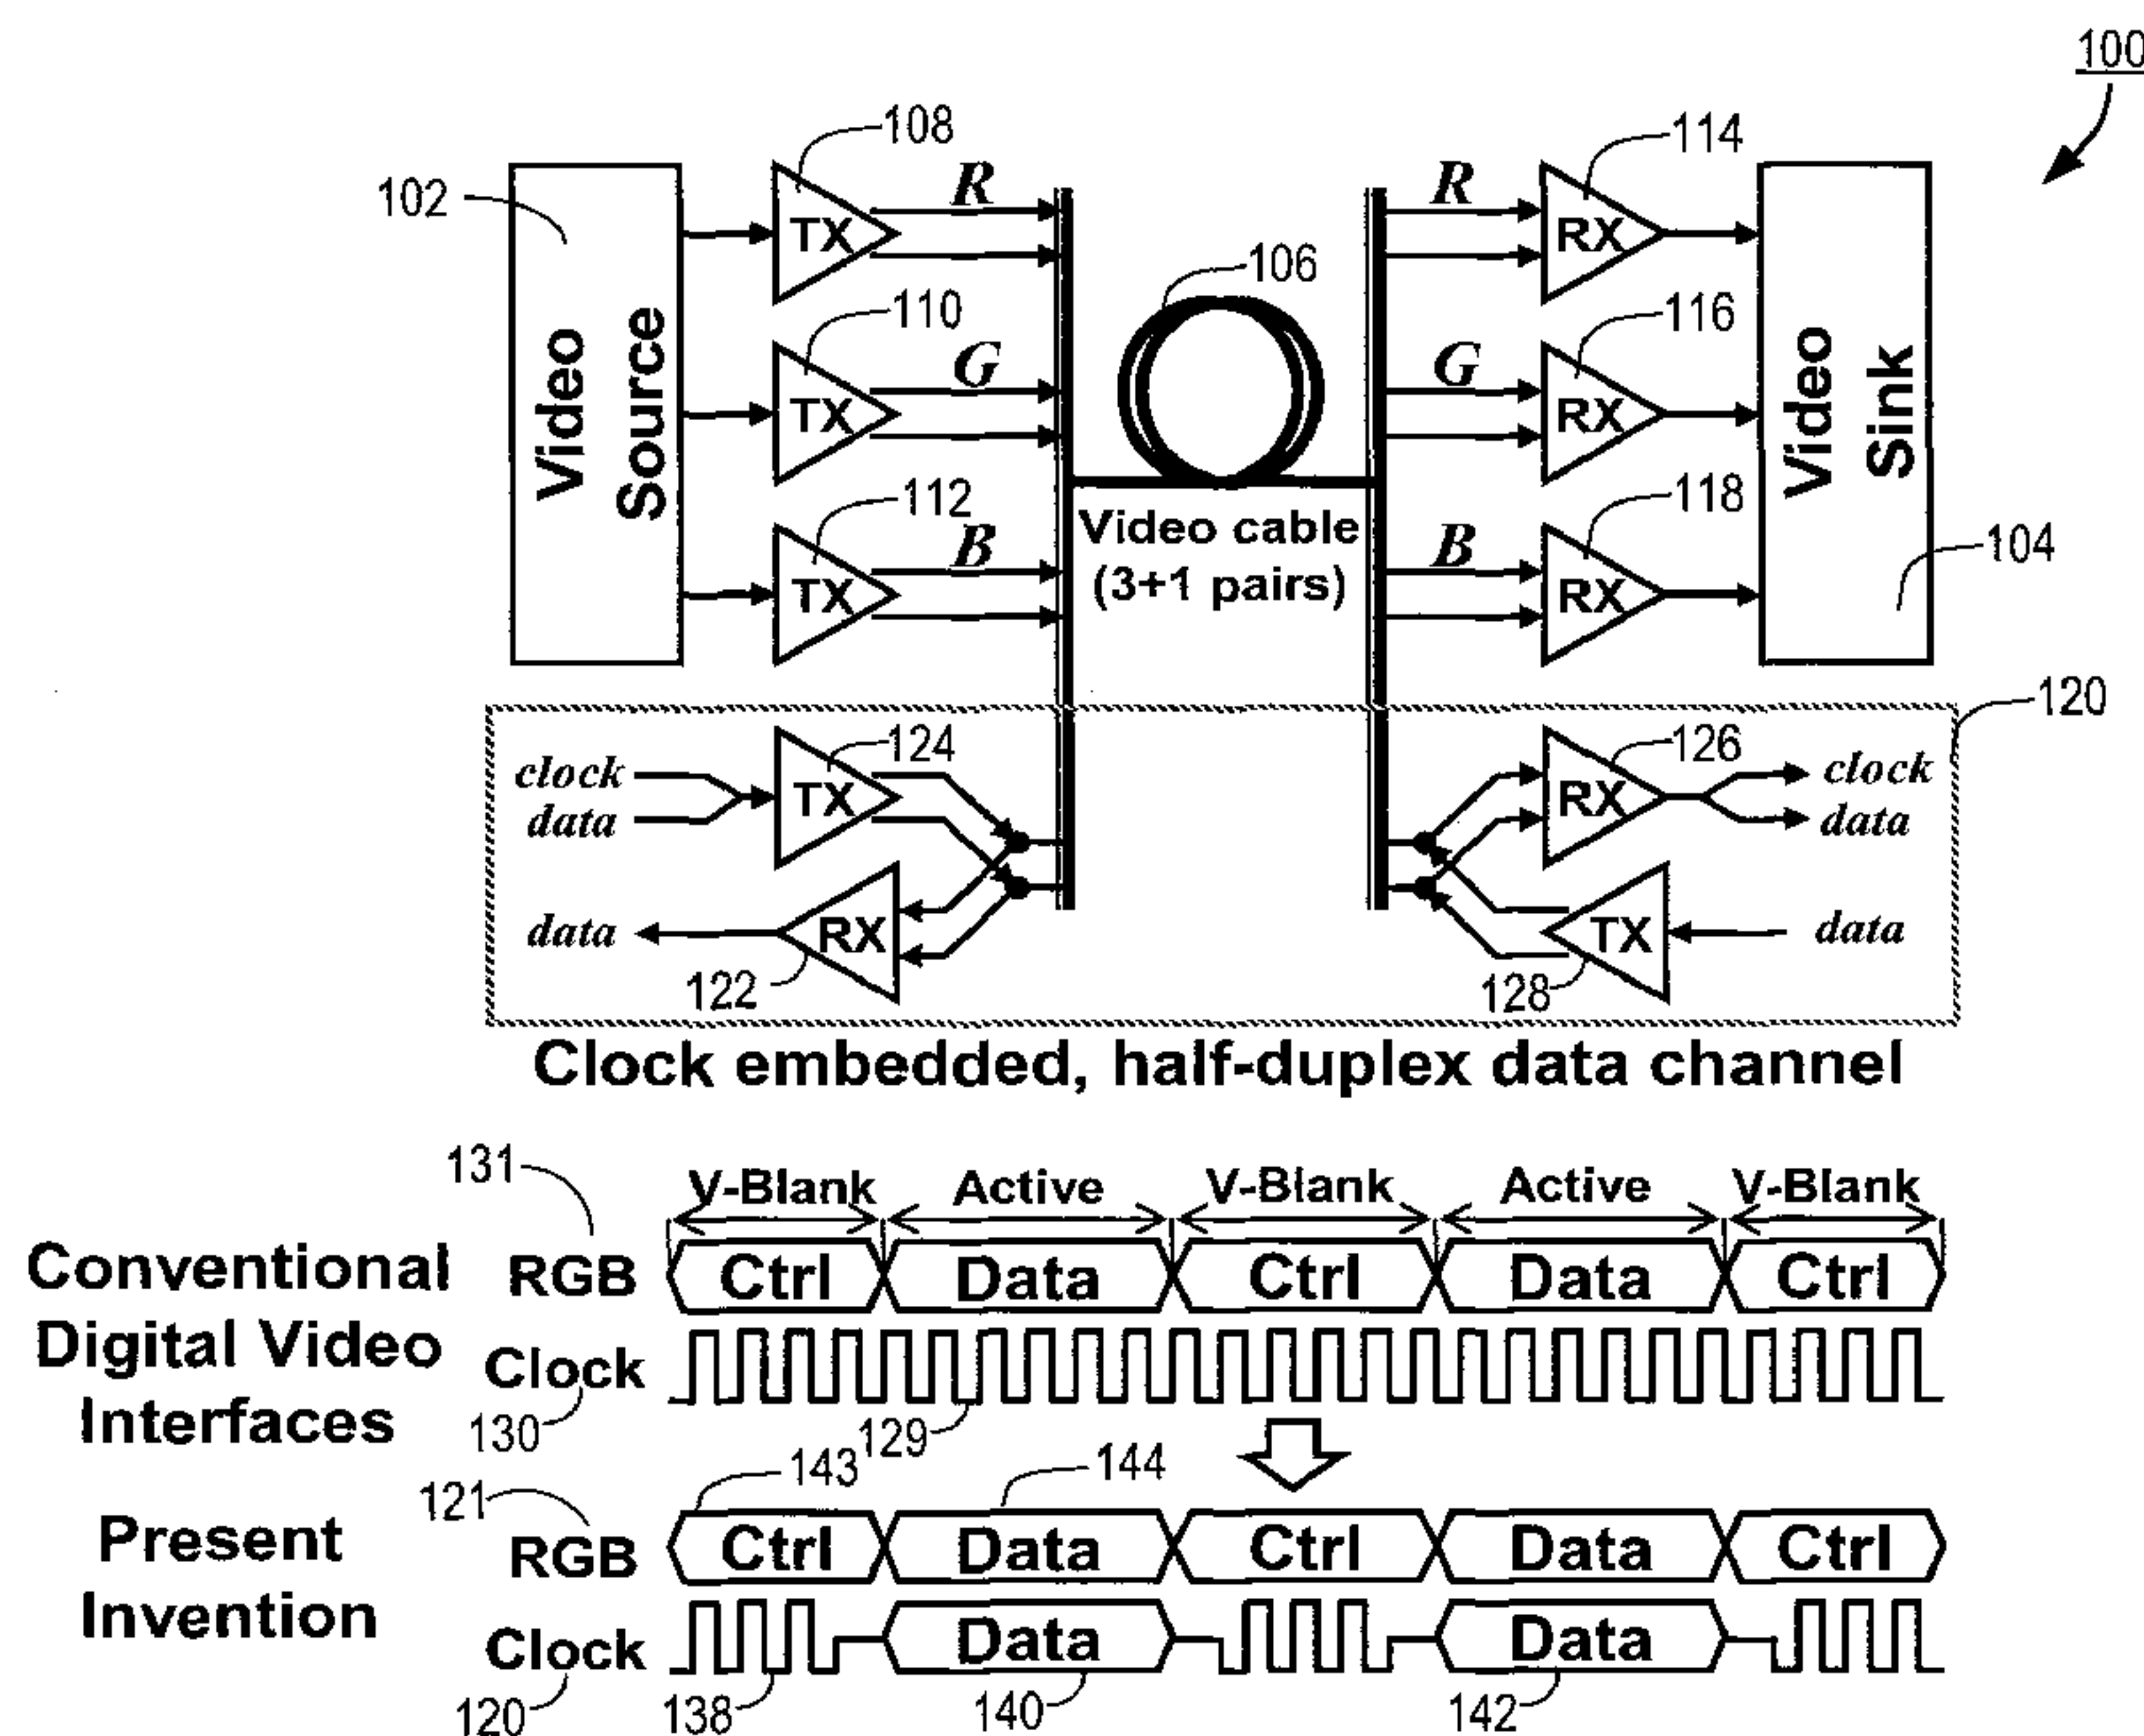 100
108
R
R
114
102
TX
RX
106
110
G
G
116
Video
Source
TX
RX
Video
Sink
112
B
Video cable
(3+1 pairs)
B
118
104
TX
RX
120
clock
data
124
TX
126
RX
clock
data
data
RX
122
TX
128
data
Clock embedded, half-duplex data channel
131
V-Blank Active V-Blank Active V-Blank
Conventional
Digital Video
Interfaces
RGB Ctrl Data Ctrl Data Ctrl
Clock
130
129
143
144
121
Present
Invention
RGB Ctrl Data Ctrl Data Ctrl
Clock Data Data
120 138 140 142